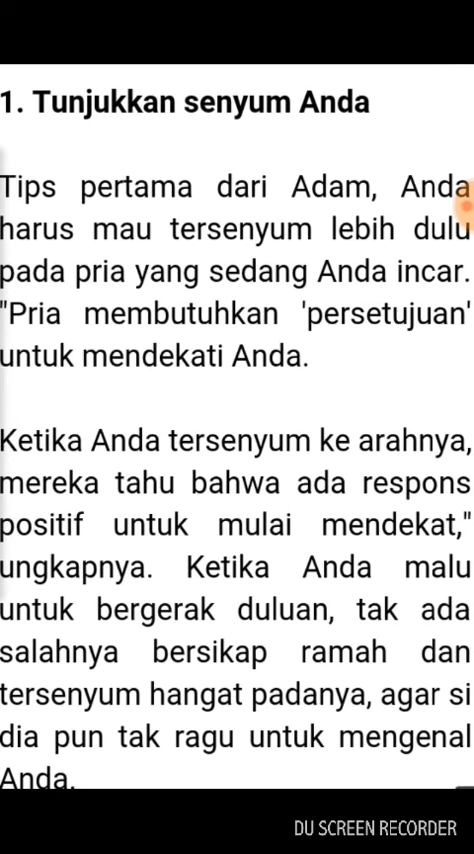 1. Tunjukkan senyum Anda
Tips pertama dari Adam, Anda
harus mau tersenyum lebih dulu
pada pria yang sedang Anda incar.
"Pria membutuhkan 'persetujuan'
untuk mendekati Anda.
Ketika Anda tersenyum ke arahnya,
mereka tahu bahwa ada respons
positif untuk mulai mendekat,"
ungkapnya. Ketika Anda malu
untuk bergerak duluan, tak ada
salahnya bersikap ramah dan
tersenyum hangat padanya, agar si
dia pun tak ragu untuk mengenal
Anda.
DU SCREEN RECORDER